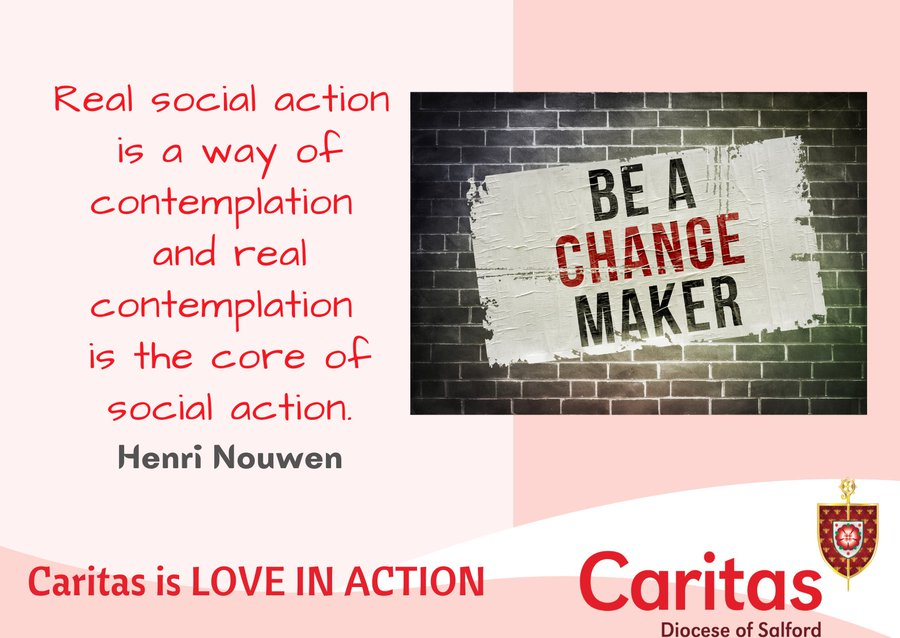 Real social action
is a way of
contemplation
and real
contemplation
is the core of
social action.
Henri Nouwen
BE A
CHANGE
MAKER
Caritas is LOVE IN ACTION
Caritas
Diocese of Salford